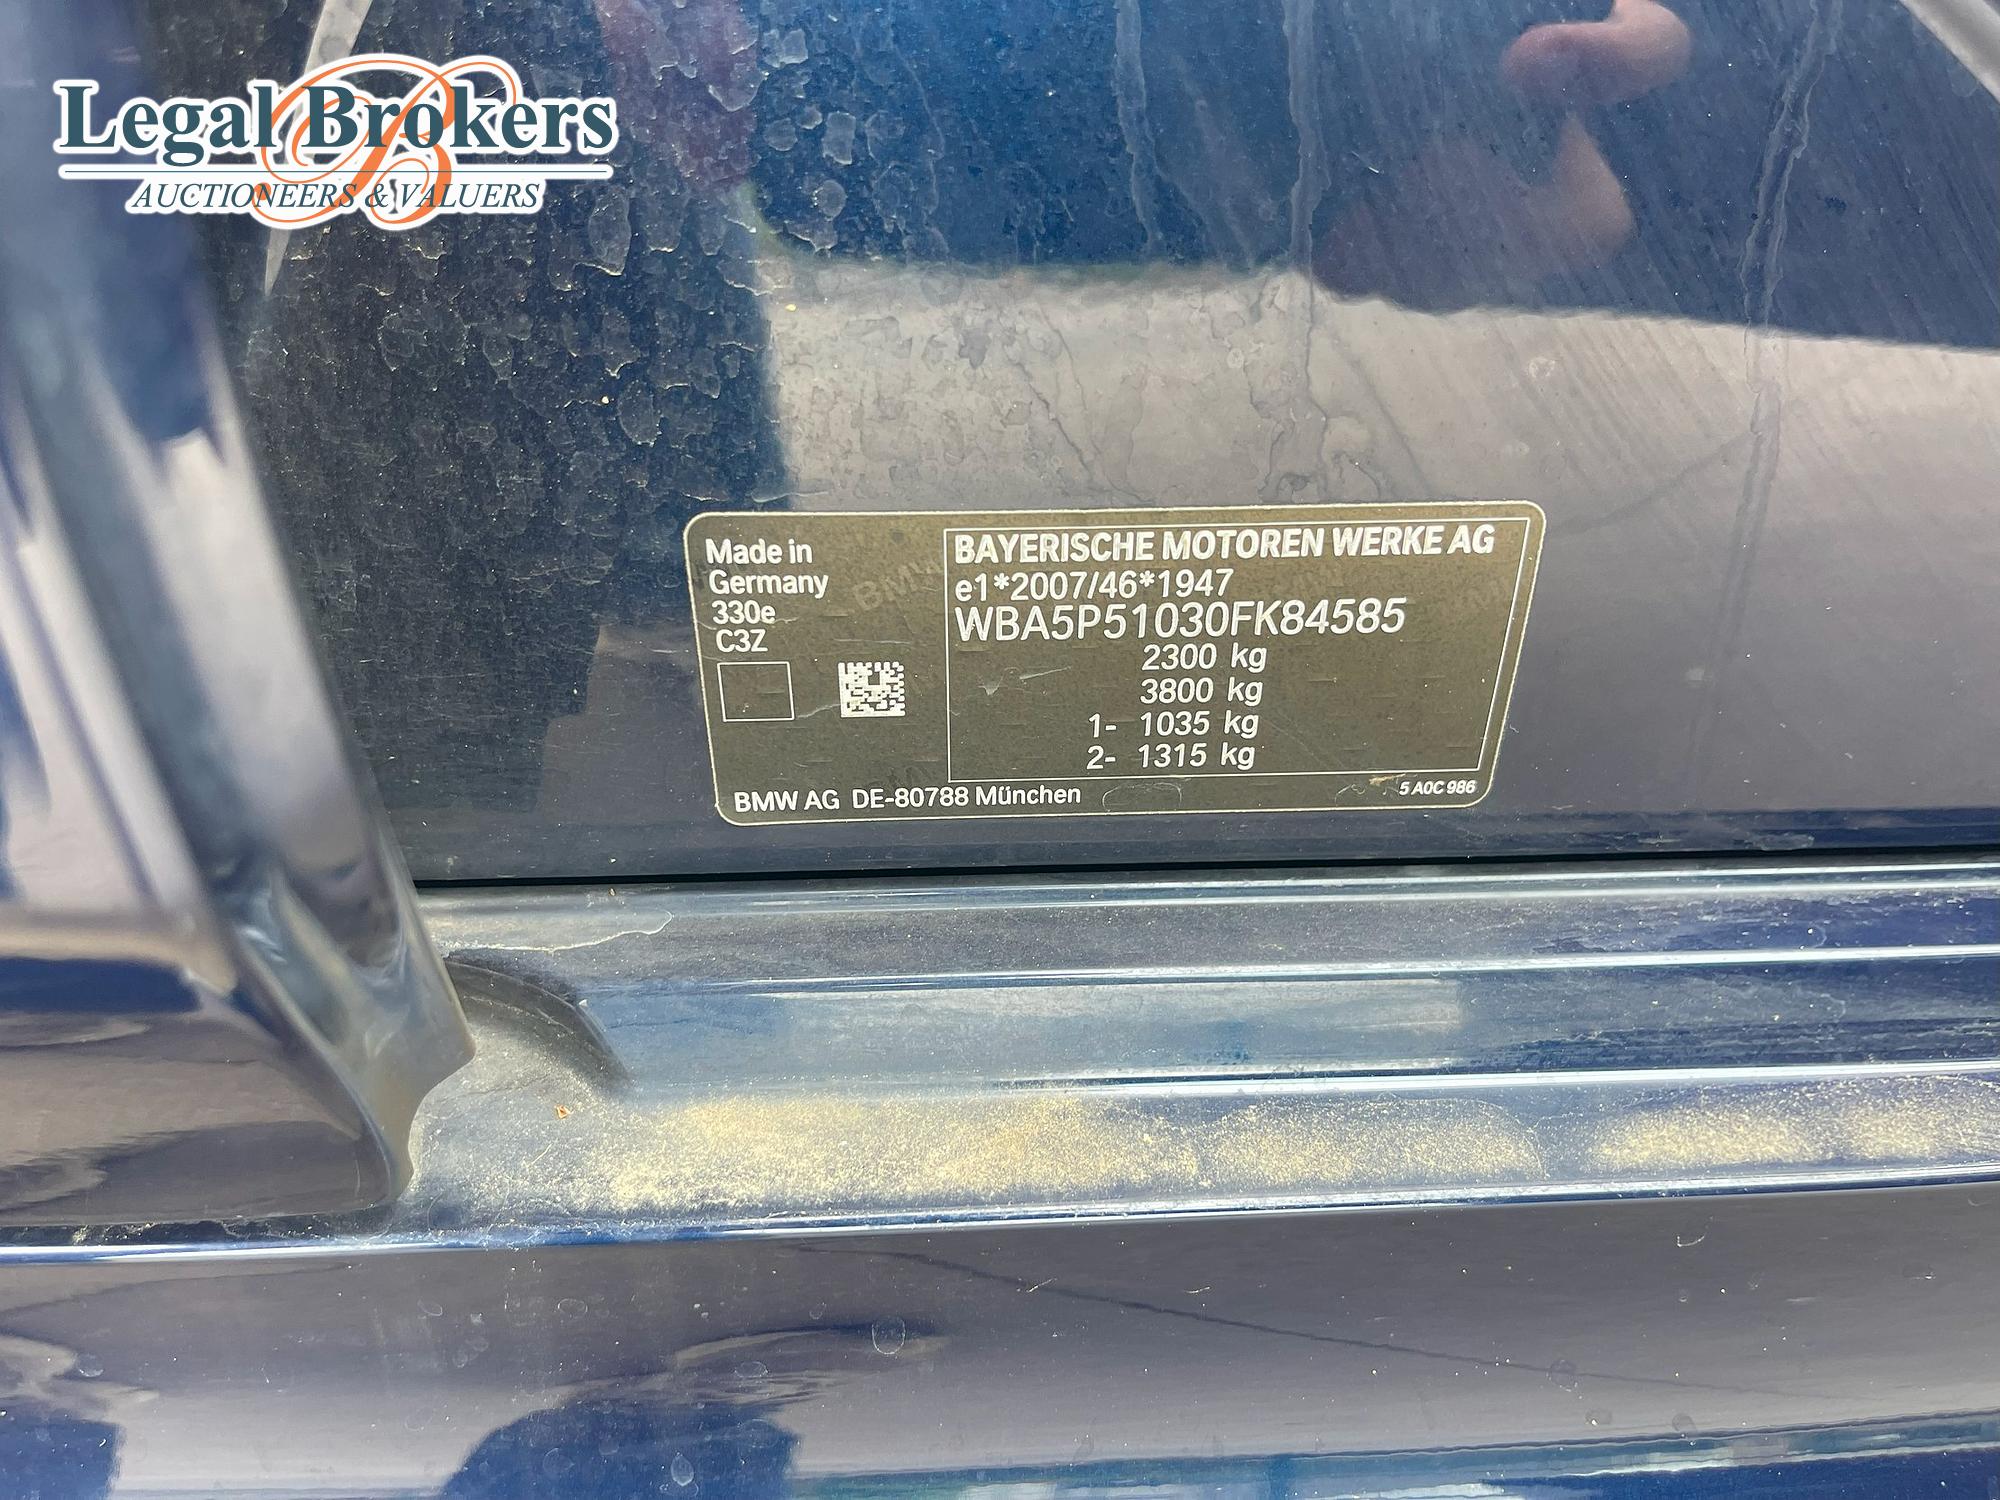 Legal Brokers
AUCTIONEERS & VALUERS
Made in
Germany
330e
C3Z
BAYERISCHE MOTOREN WERKE AG
e1*2007/46*1947
WBA5P51030FK84585
2300 kg
3800 kg
1- 1035 kg
2- 1315 kg
BMW AG DE-80788 München
5 A0C 986